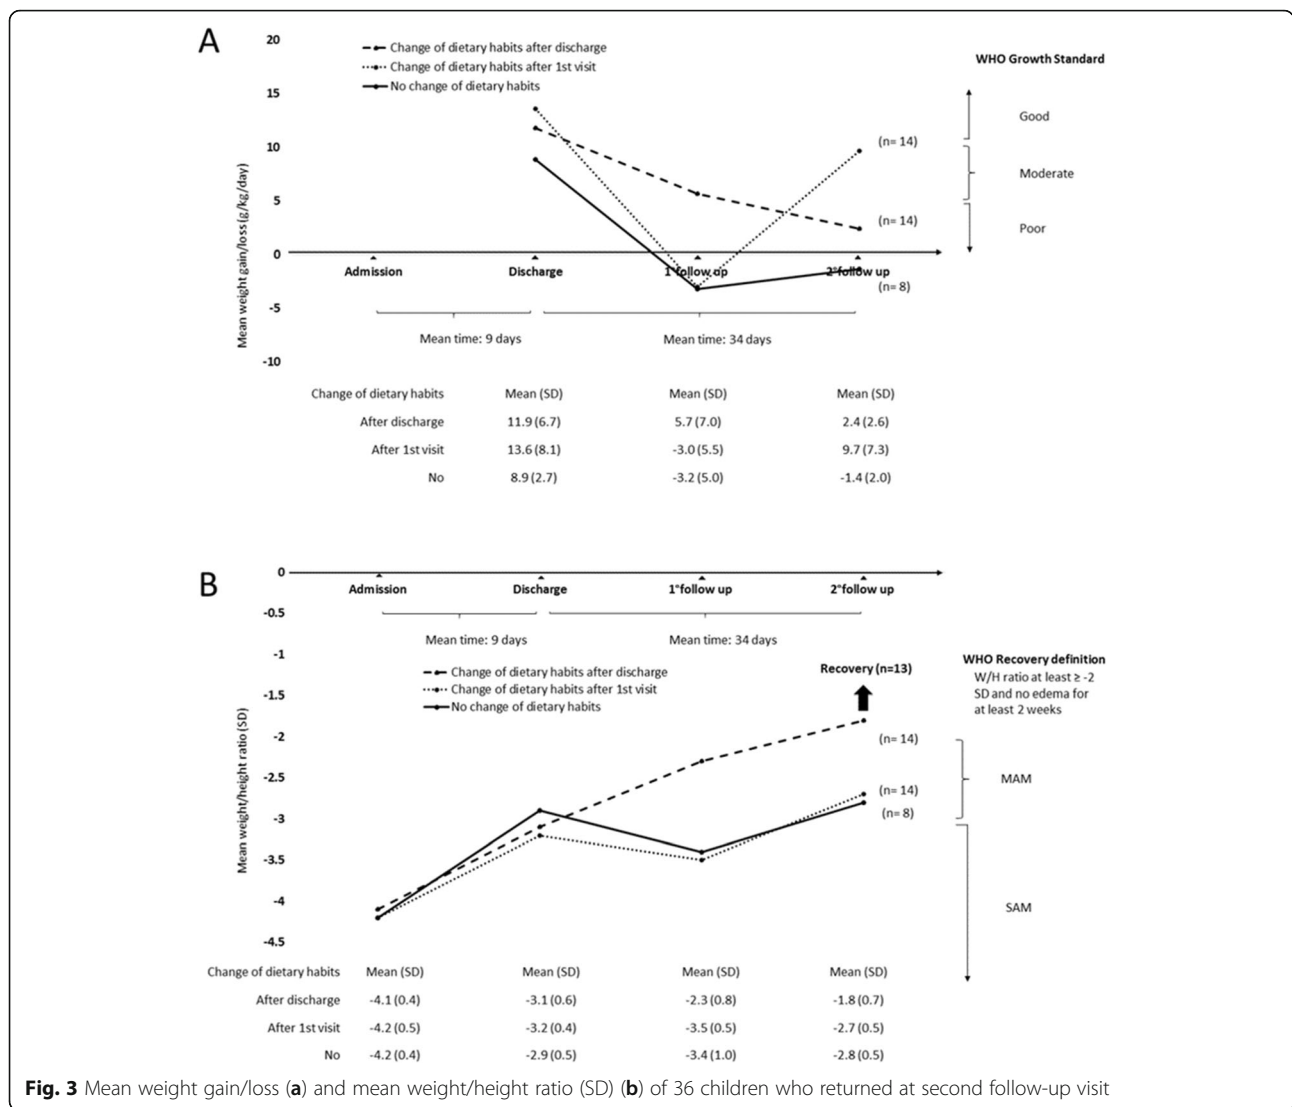 A
20
15
10
5
0
-5
-10
Mean weight gain/loss (g/kg/day)
Change of dietary habits after discharge
Change of dietary habits after 1st visit
No change of dietary habits
WHO Growth Standard
Good
Moderate
Poor
(n= 14)
(n= 14)
(n= 8)
Admission Discharge 1°follow up 2°follow up
Mean time: 9 days Mean time: 34 days
Change of dietary habits Mean (SD) Mean (SD) Mean (SD)
After discharge 11.9 (6.7) 5.7 (7.0) 2.4 (2.6)
After 1st visit 13.6 (8.1) -3.0 (5.5) 9.7 (7.3)
No 8.9 (2.7) -3.2 (5.0) -1.4 (2.0)
B
0
-0.5
-1
-1.5
-2
-2.5
-3
-3.5
-4
-4.5
Mean weight/height ratio (SD)
Admission Discharge 1°follow up 2°follow up
Mean time: 9 days Mean time: 34 days
Change of dietary habits after discharge
Change of dietary habits after 1st visit
No change of dietary habits
Recovery (n=13)
WHO Recovery definition
W/H ratio at least ≥ -2
SD and no edema for
at least 2 weeks
(n= 14)
(n= 14)
(n= 8)
MAM
SAM
Change of dietary habits Mean (SD) Mean (SD) Mean (SD) Mean (SD)
After discharge -4.1 (0.4) -3.1 (0.6) -2.3 (0.8) -1.8 (0.7)
After 1st visit -4.2 (0.5) -3.2 (0.4) -3.5 (0.5) -2.7 (0.5)
No -4.2 (0.4) -2.9 (0.5) -3.4 (1.0) -2.8 (0.5)
Fig. 3 Mean weight gain/loss (a) and mean weight/height ratio (SD) (b) of 36 children who returned at second follow-up visit